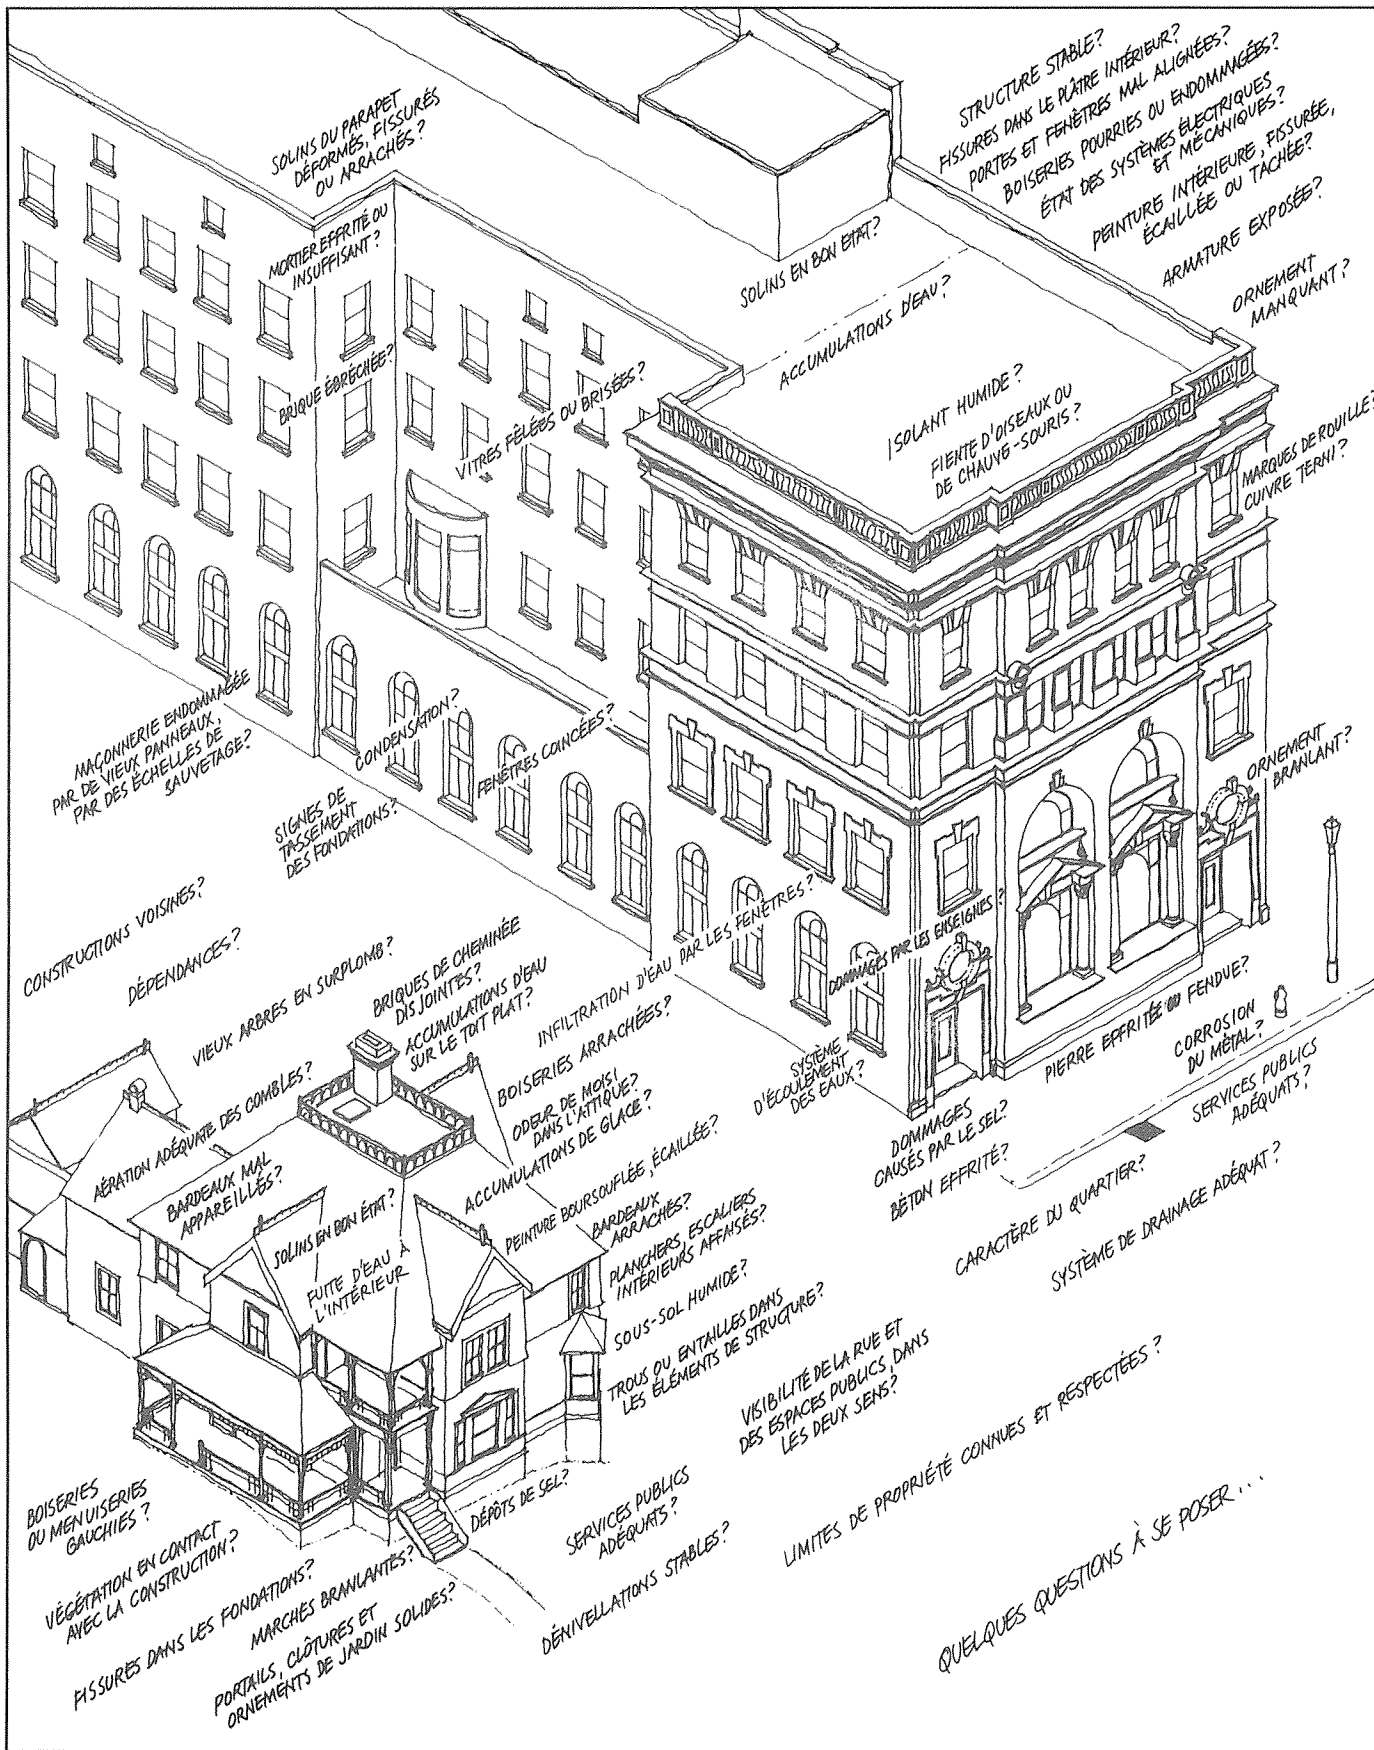 STRUCTURE STABLE?
FISSURES DANS LE PLÂTRE INTÉRIEUR?
PORTES ET FENÊTRES MAL ALIGNÉES?
BOISERIES POURRIES OU ENDOMMAGÉES?
ÉTAT DES SYSTÈMES ÉLECTRIQUES
ET MÉCANIQUES?
PEINTURE INTÉRIEURE, FISSURÉE,
ÉCAILLÉE OU TACHÉE?
ARMATURE EXPOSÉE?
ORNEMENT
MANQUANT?
SOLINS DU PARAPET
DÉFORMÉS, FISSURÉS
OU ARRACHÉS?
MORTIER EFFRITÉ OU
INSUFFISANT?
SOLINS EN BON ÉTAT?
ACCUMULATIONS D'EAU?
BRIQUE ÉBRÉCHÉE?
VITRES FÊLÉES OU BRISÉES?
ISOLANT HUMIDE?
FIENTE D'OISEAUX OU
DE CHAUVE-SOURIS?
MARQUES DE ROUILLE?
CUIVRE TERNI?
MAÇONNERIE ENDOMMAGÉE
PAR DE VIEUX PANNEAUX,
PAR DES ÉCHELLES DE
SAUVETAGE?
CONDENSATION?
FENÊTRES COINCÉES?
ORNEMENT
BRANLANT?
SIGNES DE
TASSEMENT
DES FONDATIONS?
CONSTRUCTIONS VOISINES?
DÉPENDANCES?
VIEUX ARBRES EN SURPLOMB?
BRIQUES DE CHEMINÉE
DISJOINTES?
ACCUMULATIONS D'EAU
SUR LE TOIT PLAT?
INFILTRATION D'EAU PAR LES FENÊTRES?
DOMMAGES PAR LES ENSEIGNES?
BOISERIES ARRACHÉES?
SYSTÈME
D'ÉCOULEMENT
DES EAUX?
PIERRE EFFRITÉE OU FENDUE?
CORROSION
DU MÉTAL?
SERVICES PUBLICS
ADÉQUATS?
AÉRATION ADÉQUATE DES COMBLES?
ODEUR DE MOISI
DANS L'ATTIQUE?
ACCUMULATIONS DE GLACE?
DOMMAGES
CAUSÉS PAR LE SEL?
BÉTON EFFRITÉ?
BARDEAUX MAL
APPAREILLÉS?
SOLINS EN BON ÉTAT?
PEINTURE BOURSOUFLÉE, ÉCAILLÉE?
BARDEAUX
ARRACHÉS?
CARACTÈRE DU QUARTIER?
SYSTÈME DE DRAINAGE ADÉQUAT?
FUITE D'EAU À
L'INTÉRIEUR
PLANCHERS, ESCALIERS
INTÉRIEURS AFFAISÉS?
SOUS-SOL HUMIDE?
TROUS OU ENTAILLES DANS
LES ÉLÉMENTS DE STRUCTURE?
VISIBILITÉ DE LA RUE ET
DES ESPACES PUBLICS, DANS
LES DEUX SENS?
BOISERIES
OU MENUISERIES
GAUCHIES?
DÉPÔTS DE SEL?
SERVICES PUBLICS
ADÉQUATS?
LIMITES DE PROPRIÉTÉ CONNUES ET RESPECTÉES?
VÉGÉTATION EN CONTACT
AVEC LA CONSTRUCTION?
FISSURES DANS LES FONDATIONS?
MARCHES BRANLANTES?
PORTAILS, CLÔTURES ET
ORNEMENTS DE JARDIN SOLIDES?
DÉNIVELLATIONS STABLES?
QUELQUES QUESTIONS À SE POSER...